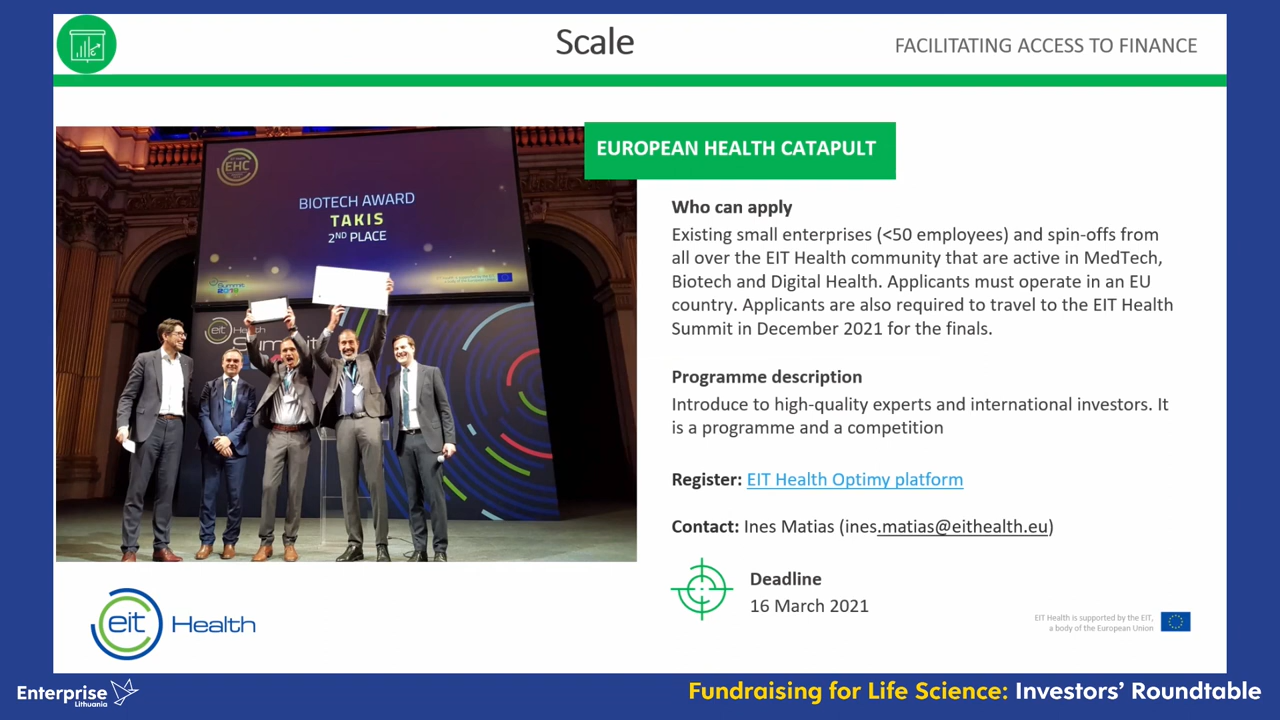 Scale
FACILITATING ACCESS TO FINANCE
EHC
BIOTECH AWARD
TAKIS
2ND PLACE
eit Health
Summit
EUROPEAN HEALTH CATAPULT
Who can apply
Existing small enterprises (<50 employees) and spin-offs from
all over the EIT Health community that are active in MedTech,
Biotech and Digital Health. Applicants must operate in an EU
country. Applicants are also required to travel to the EIT Health
Summit in December 2021 for the finals.
Programme description
Introduce to high-quality experts and international investors. It
is a programme and a competition
Register: EIT Health Optimy platform
Contact: Ines Matias (ines.matias@eithealth.eu)
Deadline
16 March 2021
eit Health
EIT Health is supported by the EIT,
a body of the European Union
Enterprise
Lithuania
Fundraising for Life Science: Investors’ Roundtable